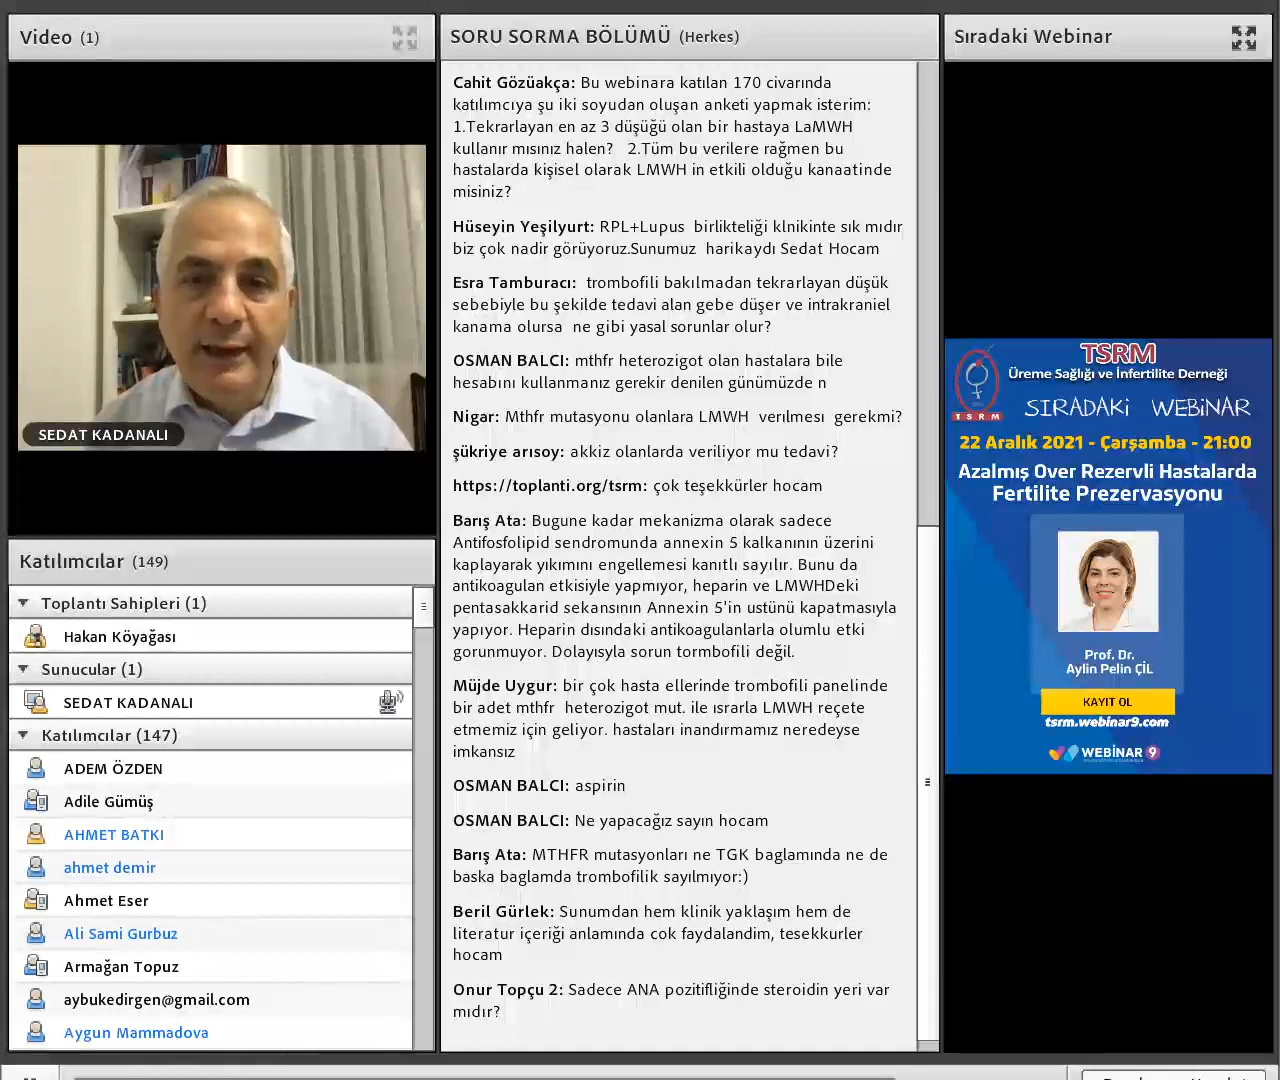 Video (1)
SEDAT KADANALI
Katılımcılar (149)
Toplantı Sahipleri (1)
Hakan Köyağası
Sunucular (1)
SEDAT KADANALI
Katılımcılar (147)
ADEM ÖZDEN
Adile Gümüş
AHMET BATKI
ahmet demir
Ahmet Eser
Ali Sami Gurbuz
Armağan Topuz
aybukedirgen@gmail.com
Aygun Mammadova
SORU SORMA BÖLÜMÜ (Herkes)
Cahit Gözüakça: Bu webinara katılan 170 civarında
katılımcıya şu iki soyudan oluşan anketi yapmak isterim:
1.Tekrarlayan en az 3 düşüğü olan bir hastaya LaMWH
kullanır mısınız halen? 2.Tüm bu verilere rağmen bu
hastalarda kişisel olarak LMWH in etkili olduğu kanaatinde
misiniz?
Hüseyin Yeşilyurt: RPL+Lupus birlikteliği klnikinte sık mıdır
biz çok nadir görüyoruz.Sunumuz harikaydı Sedat Hocam
Esra Tamburacı: trombofili bakılmadan tekrarlayan düşük
sebebiyle bu şekilde tedavi alan gebe düşer ve intrakraniel
kanama olursa ne gibi yasal sorunlar olur?
OSMAN BALCI: mthfr heterozigot olan hastalara bile
hesabını kullanmanız gerekir denilen günümüzde n
Nigar: Mthfr mutasyonu olanlara LMWH verılmesı gerekmi?
şükriye arısoy: akkiz olanlarda veriliyor mu tedavi?
https://toplanti.org/tsrm: çok teşekkürler hocam
Barış Ata: Bugune kadar mekanizma olarak sadece
Antifosfolipid sendromunda annexin 5 kalkanının üzerini
kaplayarak yıkımını engellemesi kanıtlı sayılır. Bunu da
antikoagulan etkisiyle yapmıyor, heparin ve LMWHDeki
pentasakkarid sekansının Annexin 5'in ustünü kapatmasıyla
yapıyor. Heparin dısındaki antikoagulanlarla olumlu etki
gorunmuyor. Dolayısyla sorun tormbofili değil.
Müjde Uygur: bir çok hasta ellerinde trombofili panelinde
bir adet mthfr heterozigot mut. ile ısrarla LMWH reçete
etmemiz için geliyor. hastaları inandırmamız neredeyse
imkansız
OSMAN BALCI: aspirin
OSMAN BALCI: Ne yapacağız sayın hocam
Barış Ata: MTHFR mutasyonları ne TGK baglamında ne de
baska baglamda trombofilik sayılmıyor:)
Beril Gürlek: Sunumdan hem klinik yaklaşım hem de
literatur içeriği anlamında cok faydalandim, tesekkurler
hocam
Onur Topçu 2: Sadece ANA pozitifliğinde steroidin yeri var
mıdır?
Sıradaki Webinar
TSRM
TSRM
Üreme Sağlığı ve İnfertilite Derneği
SIRADAKİ WEBİNAR
22 Aralık 2021 - Çarşamba - 21:00
Azalmış Over Rezervli Hastalarda
Fertilite Prezervasyonu
Prof. Dr.
Aylin Pelin ÇİL
KAYIT OL
tsrm.webinar9.com
WEBİNAR 9